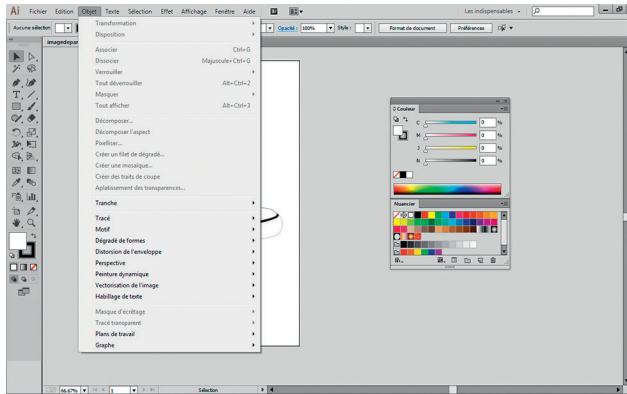 Ai Fichier Edition Objet Texte Sélection Effet Affichage Fenêtre Aide Les indispensables
Aucune sélection Opacité : 100% Style : Format de document Préférences
imagedepar
Transformation
Disposition
Associer Ctrl+G
Dissocier Majuscule+Ctrl+G
Verrouiller
Tout déverrouiller Alt+Ctrl+2
Masquer
Tout afficher Alt+Ctrl+3
Décomposer...
Décomposer l'aspect
Pixelliser...
Créer un filet de dégradé...
Créer une mosaïque...
Créer des traits de coupe
Aplatissement des transparences...
Tranche
Tracé
Motif
Dégradé de formes
Distorsion de l'enveloppe
Perspective
Peinture dynamique
Vectorisation de l'image
Habillage de texte
Masque d'écrêtage
Tracé transparent
Plans de travail
Graphe
Couleur
C 0 %
M 0 %
J 0 %
N 0 %
Nuancier
66,67% 1 Sélection